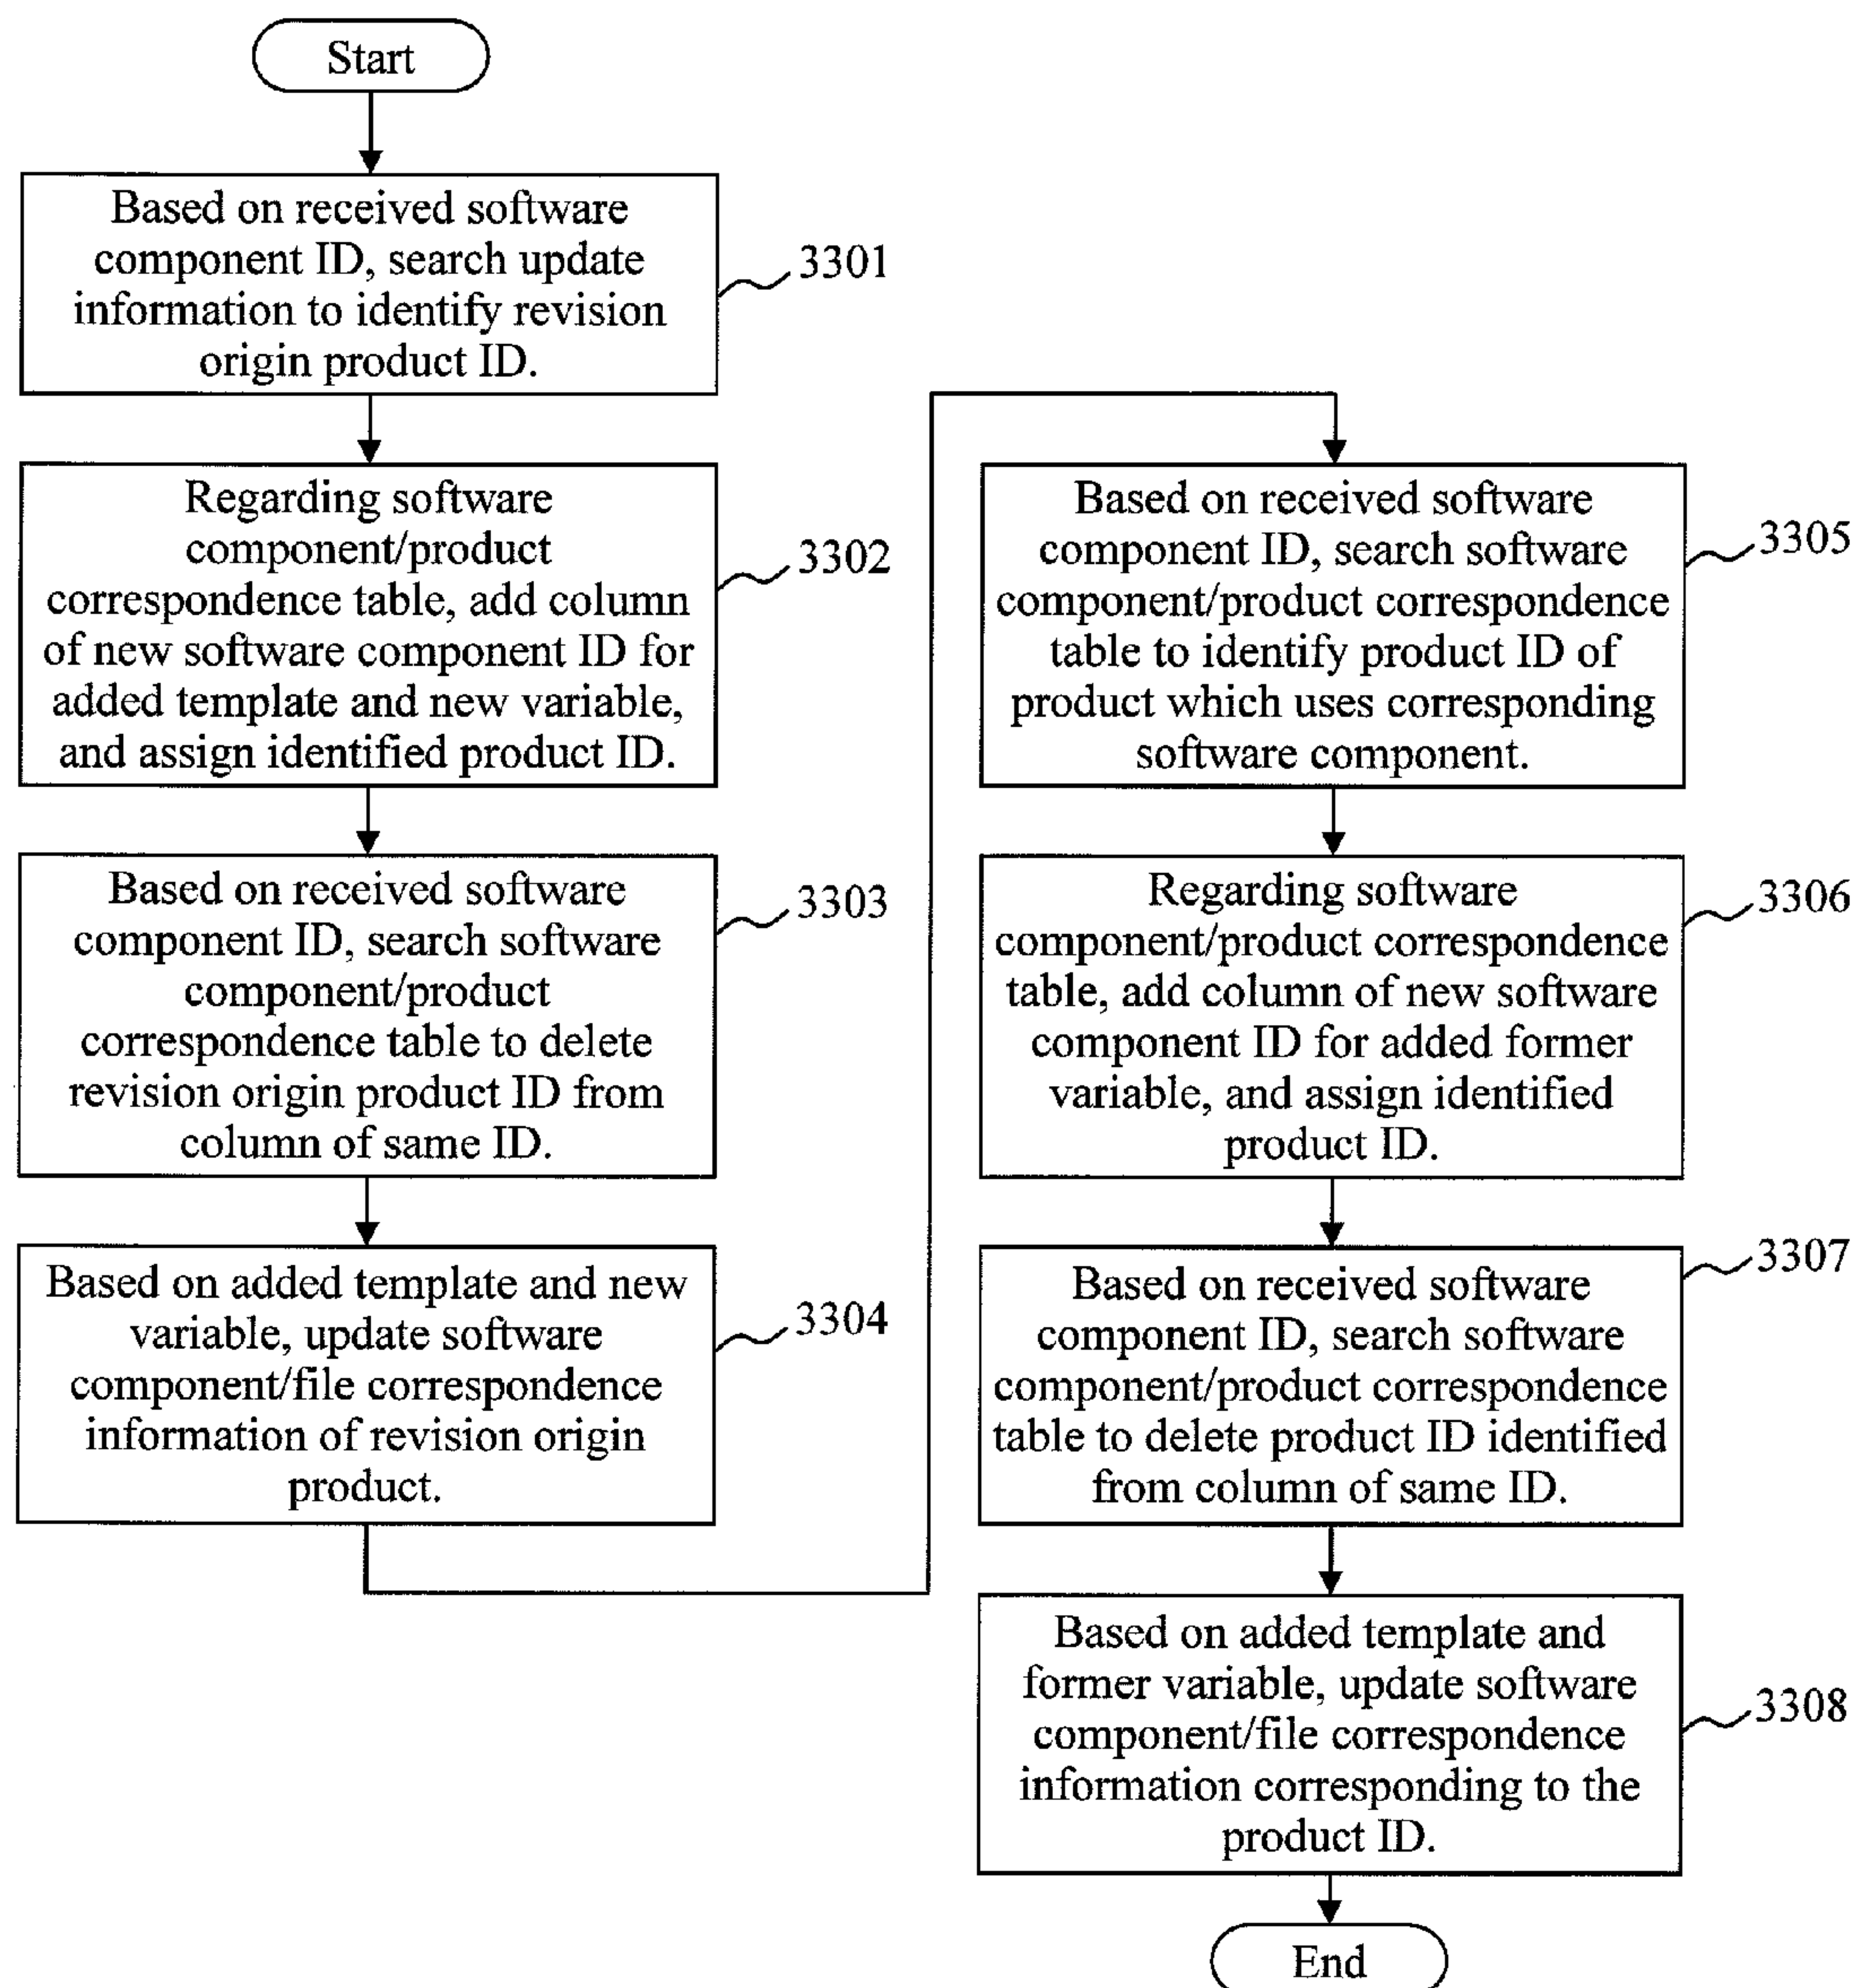 Start
Based on received software
component ID, search update
information to identify revision
origin product ID.
3301
Regarding software
component/product
correspondence table, add column
of new software component ID for
added template and new variable,
and assign identified product ID.
3302
Based on received software
component ID, search software
component/product
correspondence table to delete
revision origin product ID from
column of same ID.
3303
Based on added template and new
variable, update software
component/file correspondence
information of revision origin
product.
3304
Based on received software
component ID, search software
component/product correspondence
table to identify product ID of
product which uses corresponding
software component.
3305
Regarding software
component/product correspondence
table, add column of new software
component ID for added former
variable, and assign identified
product ID.
3306
Based on received software
component ID, search software
component/product correspondence
table to delete product ID identified
from column of same ID.
3307
Based on added template and
former variable, update software
component/file correspondence
information corresponding to the
product ID.
3308
End